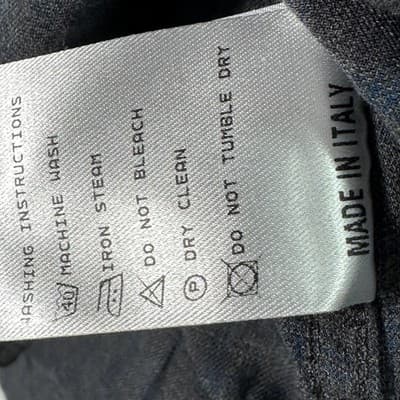 WASHING INSTRUCTIONS
40 MACHINE WASH
IRON STEAM
DO NOT BLEACH
P DRY CLEAN
DO NOT TUMBLE DRY
MADE IN ITALY